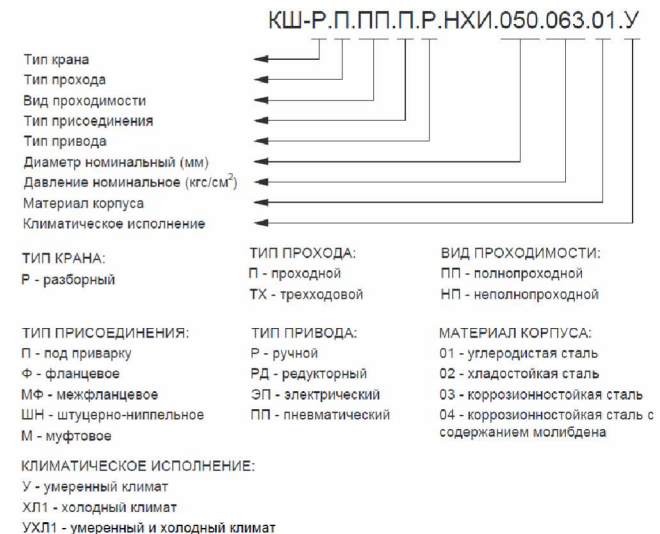 КШ-Р.П.ПП.П.Р.НХИ.050.063.01.У
Тип крана
Тип прохода
Вид проходимости
Тип присоединения
Тип привода
Диаметр номинальный (мм)
Давление номинальное (кгс/см²)
Материал корпуса
Климатическое исполнение
ТИП КРАНА:
Р - разборный
ТИП ПРОХОДА:
П - проходной
ТХ - трехходовой
ВИД ПРОХОДИМОСТИ:
ПП - полнопроходной
НП - неполнопроходной
ТИП ПРИСОЕДИНЕНИЯ:
П - под приварку
Ф - фланцевое
МФ - межфланцевое
ШН - штуцерно-ниппельное
М - муфтовое
ТИП ПРИВОДА:
Р - ручной
РД - редукторный
ЭП - электрический
ПП - пневматический
МАТЕРИАЛ КОРПУСА:
01 - углеродистая сталь
02 - хладостойкая сталь
03 - коррозионностойкая сталь
04 - коррозионностойкая сталь с
содержанием молибдена
КЛИМАТИЧЕСКОЕ ИСПОЛНЕНИЕ:
У - умеренный климат
ХЛ1 - холодный климат
УХЛ1 - умеренный и холодный климат